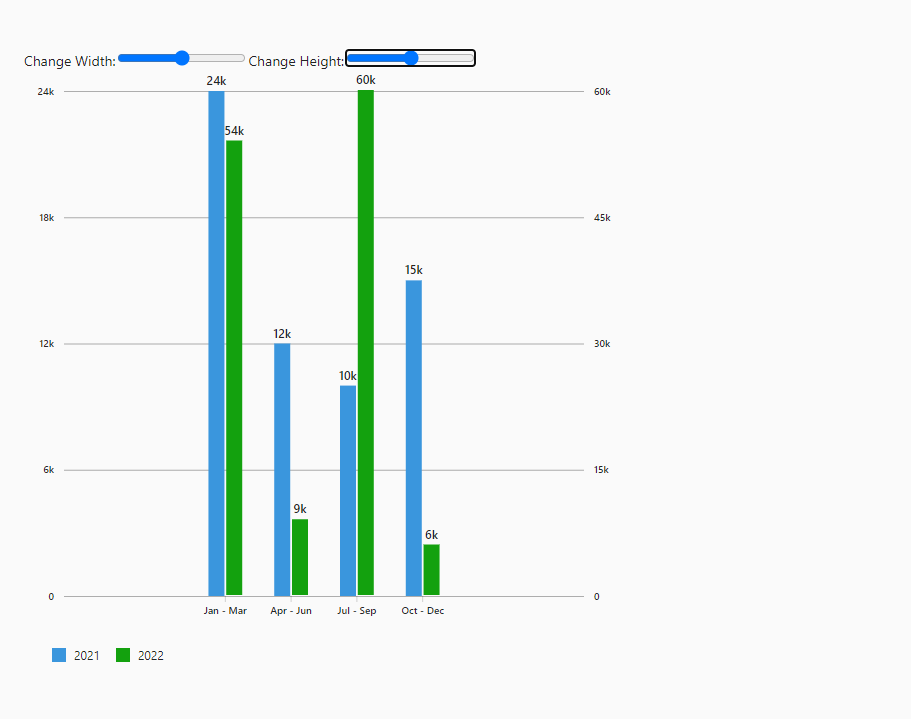 Change Width: Change Height:
24k 60k
24k 60k
54k
18k 45k
15k
12k
12k 30k
10k
6k 15k
9k
6k
0 0
Jan - Mar Apr - Jun Jul - Sep Oct - Dec
2021 2022